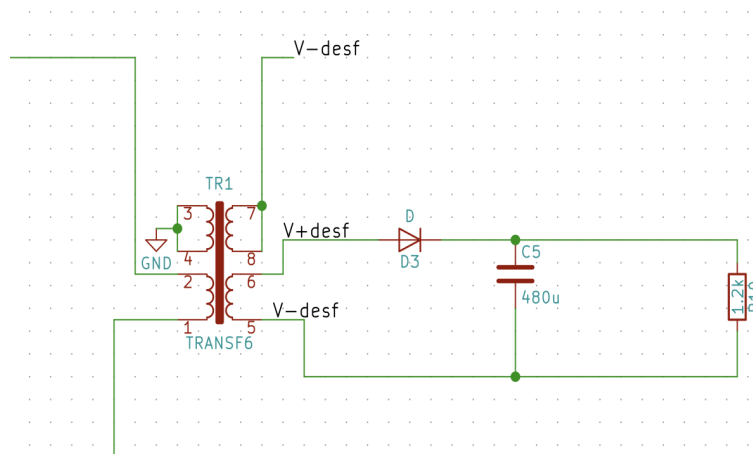 V-desf
TR1
3
7
D
V+desf
4
8
GND
D3
C5
2
6
480u
1.2k
V-desf
1
5
TRANSF6